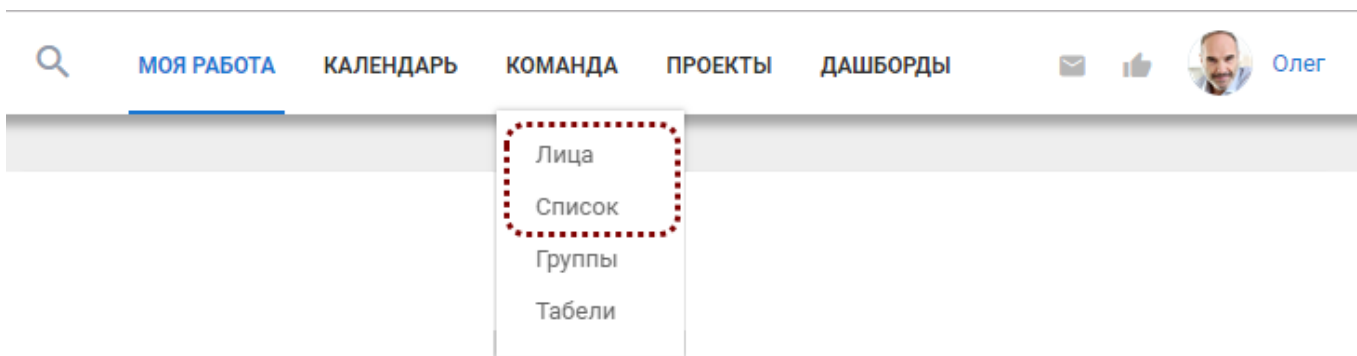 МОЯ РАБОТА КАЛЕНДАРЬ КОМАНДА ПРОЕКТЫ ДАШБОРДЫ Олег
Лица
Список
Группы
Табели